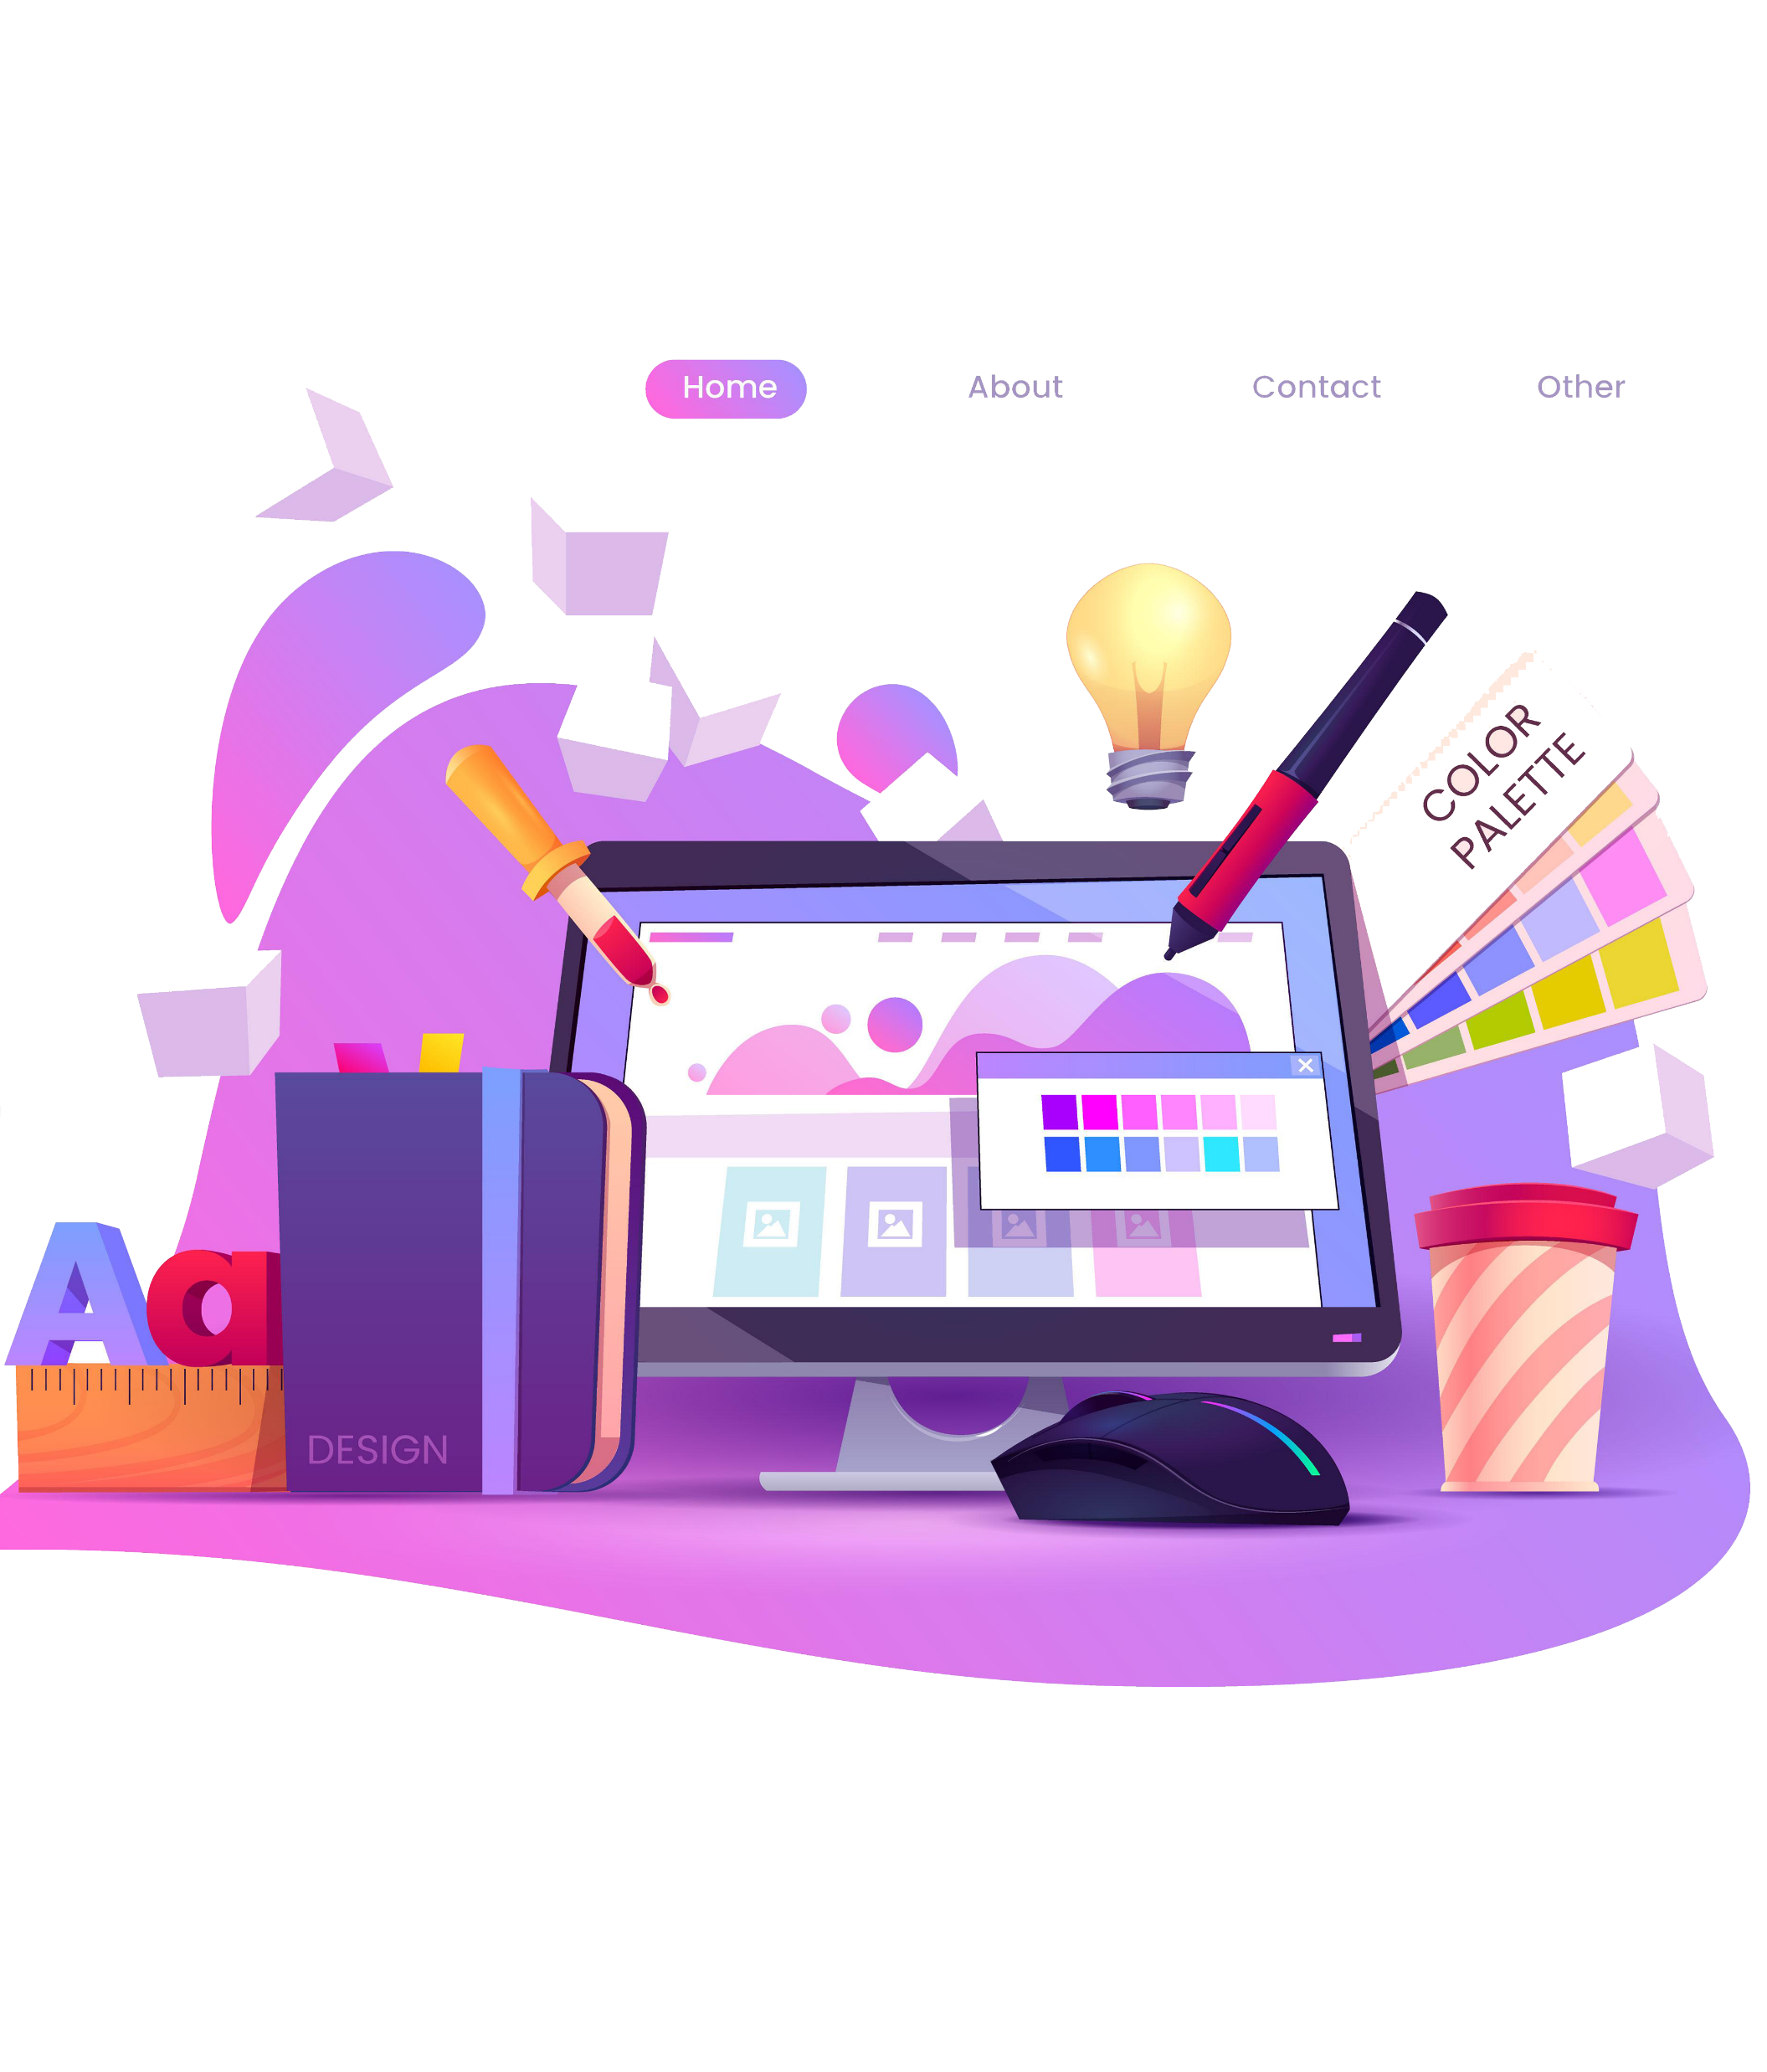 Home About Contact Other
COLOR
PALETTE
Aa
DESIGN